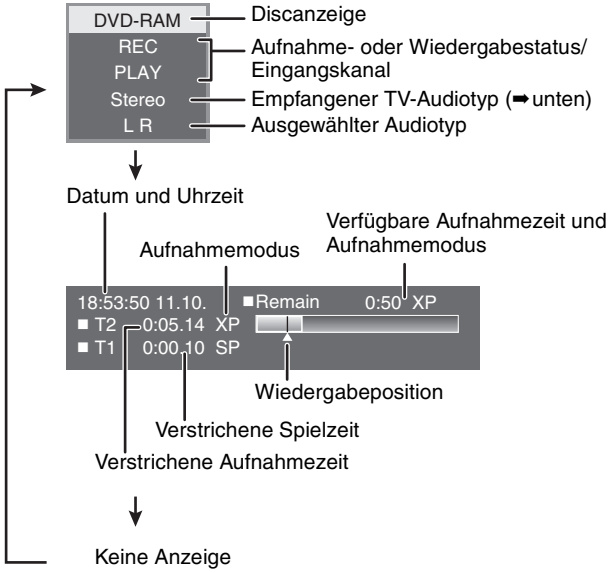 DVD-RAM Discanzeige
REC Aufnahme- oder Wiedergabestatus/
PLAY Eingangskanal
Stereo Empfangener TV-Audiotyp (➡unten)
L R Ausgewählter Audiotyp
Datum und Uhrzeit
Verfügbare Aufnahmezeit und
Aufnahmemodus
Aufnahmemodus
18:53:50 11.10. ■Remain 0:50 XP
■ T2 0:05.14 XP
■ T1 0:00.10 SP
Wiedergabeposition
Verstrichene Spielzeit
Verstrichene Aufnahmezeit
Keine Anzeige